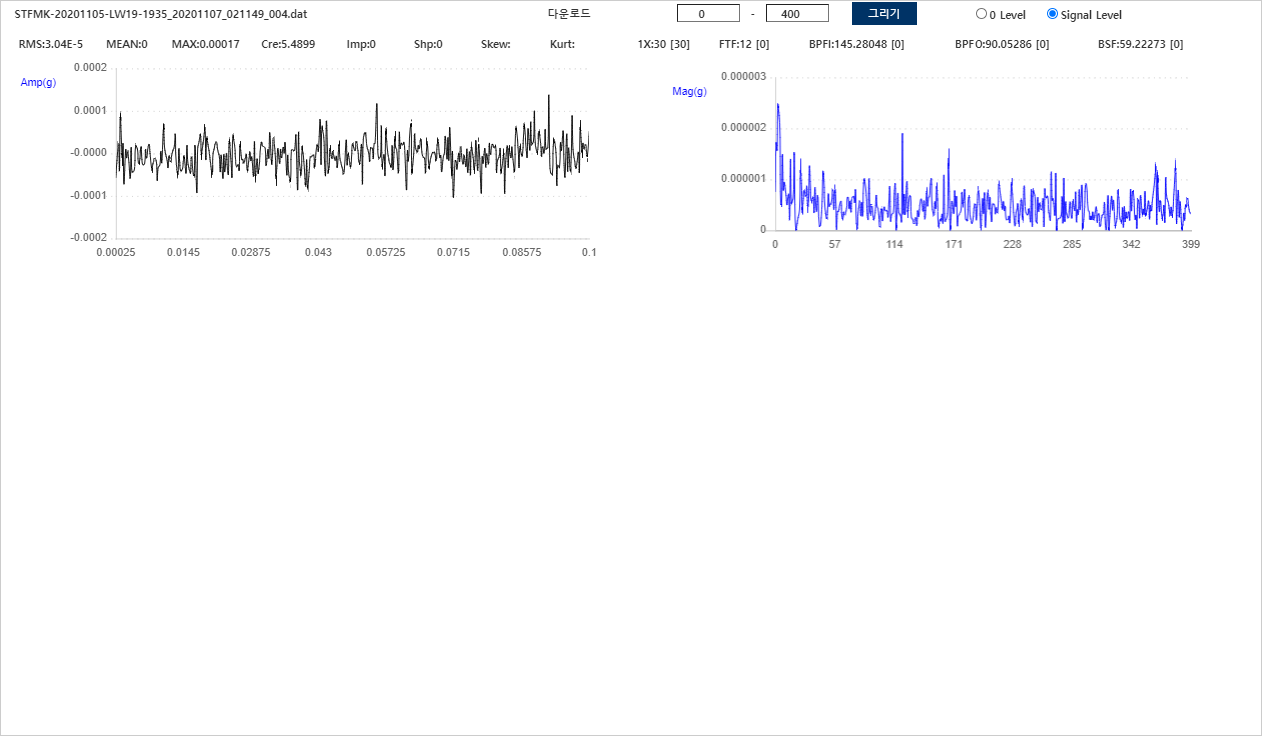 STFMK-20201105-LW19-1935_20201107_021149_004.dat 다운로드 0 - 400 그리기 0 Level Signal Level
RMS:3.04E-5 MEAN:0 MAX:0.00017 Cre:5.4899 Imp:0 Shp:0 Skew: Kurt: 1X:30 [30] FTF:12 [0] BPFI:145.28048 [0] BPFO:90.05286 [0] BSF:59.22273 [0]
Amp(g)
0.0002
0.0001
-0.0000
-0.0001
-0.0002
0.00025 0.0145 0.02875 0.043 0.05725 0.0715 0.08575 0.1
Mag(g)
0.000003
0.000002
0.000001
0
0 57 114 171 228 285 342 399